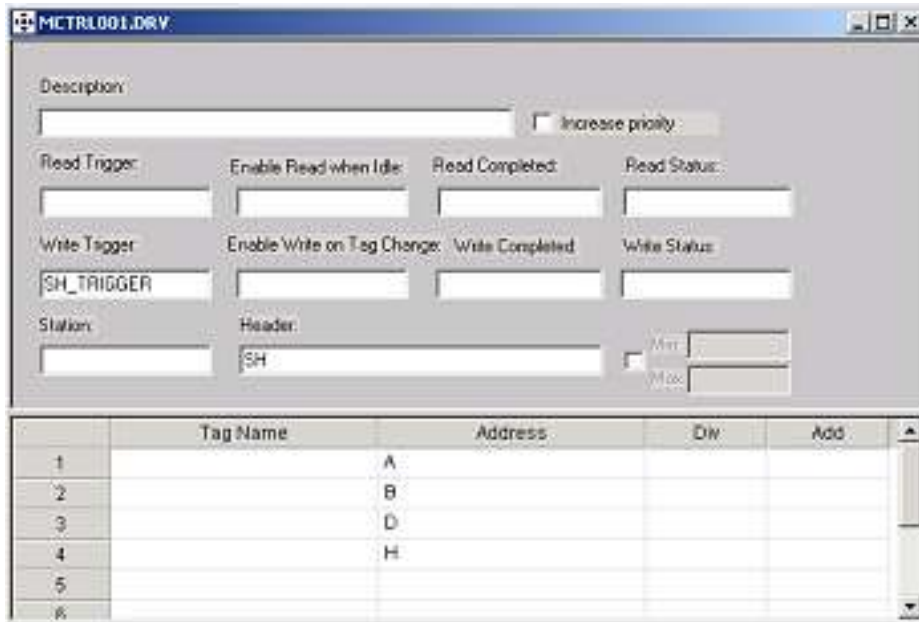 MCTRL001.DRV
Description:
Increase priority
Read Trigger: Enable Read when Idle: Read Completed: Read Status:
Write Trigger: Enable Write on Tag Change: Write Completed: Write Status:
SH_TRIGGER
Station: Header:
SH
Min:
Max:
Tag Name Address Div Add
1 A
2 B
3 D
4 H
5
6